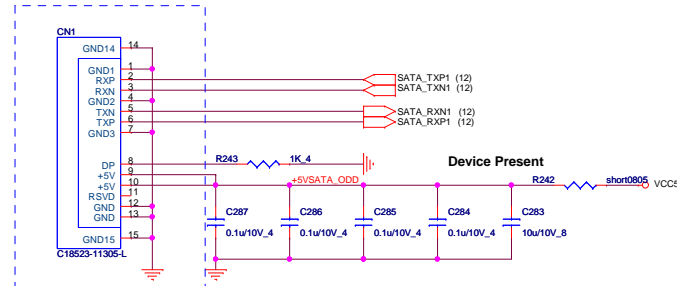 CN1
GND14 14
GND1 1
RXP 2 SATA_TXP1 (12)
RXN 3 SATA_TXN1 (12)
GND2 4
TXN 5 SATA_RXN1 (12)
TXP 6 SATA_RXP1 (12)
GND3 7
Device Present
DP 8 R243 1K_4
+5V 9
+5V 10 +5VSATA_ODD R242 short0805 VCC5
RSVD 11
GND 12
GND 13
C287 C286 C285 C284 C283
0.1u/10V_4 0.1u/10V_4 0.1u/10V_4 0.1u/10V_4 10u/10V_8
GND15 15
C18523-11305-L